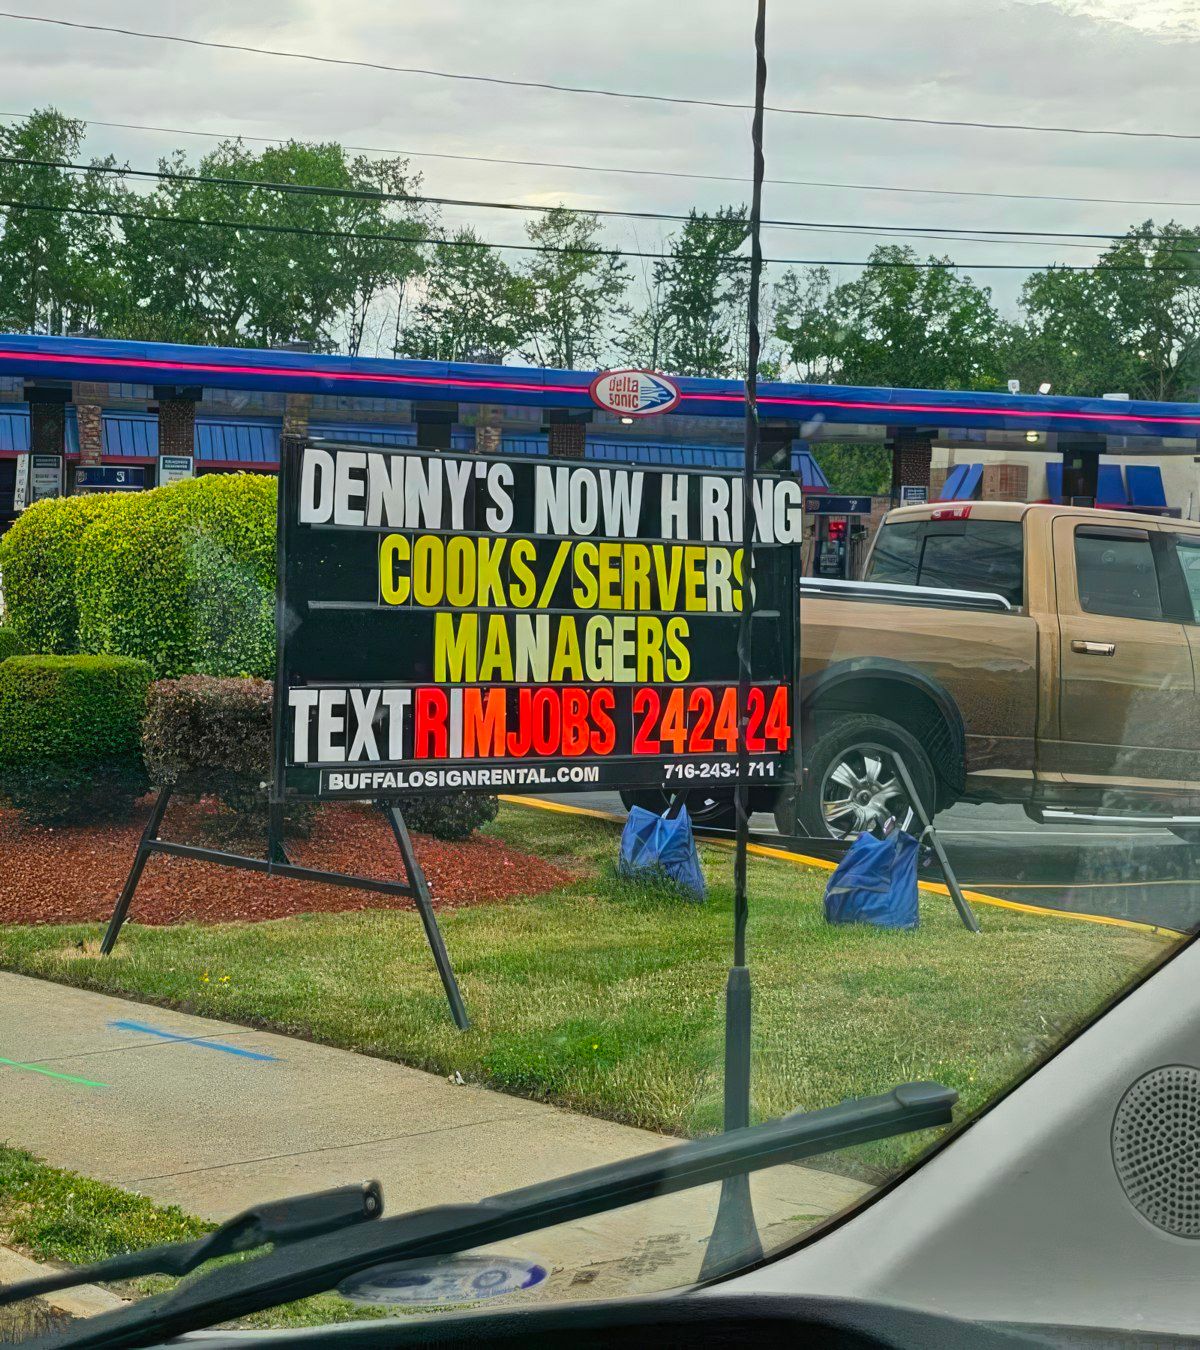 delta
sonic
DENNY'S NOW H RING
COOKS/SERVERS
MANAGERS
TEXT RIMJOBS 242424
BUFFALOSIGNRENTAL.COM